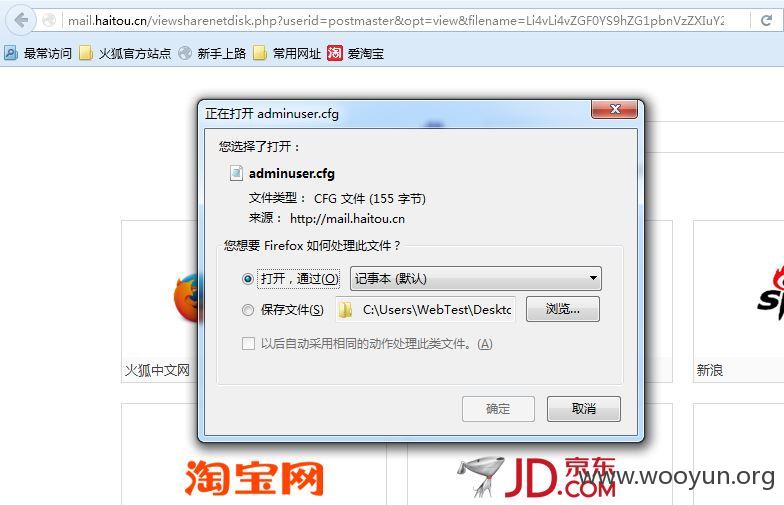 mail.haitou.cn/viewsharenetdisk.php?userid=postmaster&opt=view&filename=Li4vLi4vZGF0YS9hZG1pbnVzZXIuY2
最常访问 火狐官方站点 新手上路 常用网址 淘 爱淘宝
正在打开 adminuser.cfg
您选择了打开：
adminuser.cfg
文件类型： CFG 文件 (155 字节)
来源： http://mail.haitou.cn
您想要 Firefox 如何处理此文件？
打开，通过(O) 记事本 (默认)
保存文件(S) C:\Users\WebTest\Deskto 浏览...
以后自动采用相同的动作处理此类文件。(A)
确定 取消
火狐中文网
新浪
淘宝网
JD.京东
.COM
www.wooyun.org